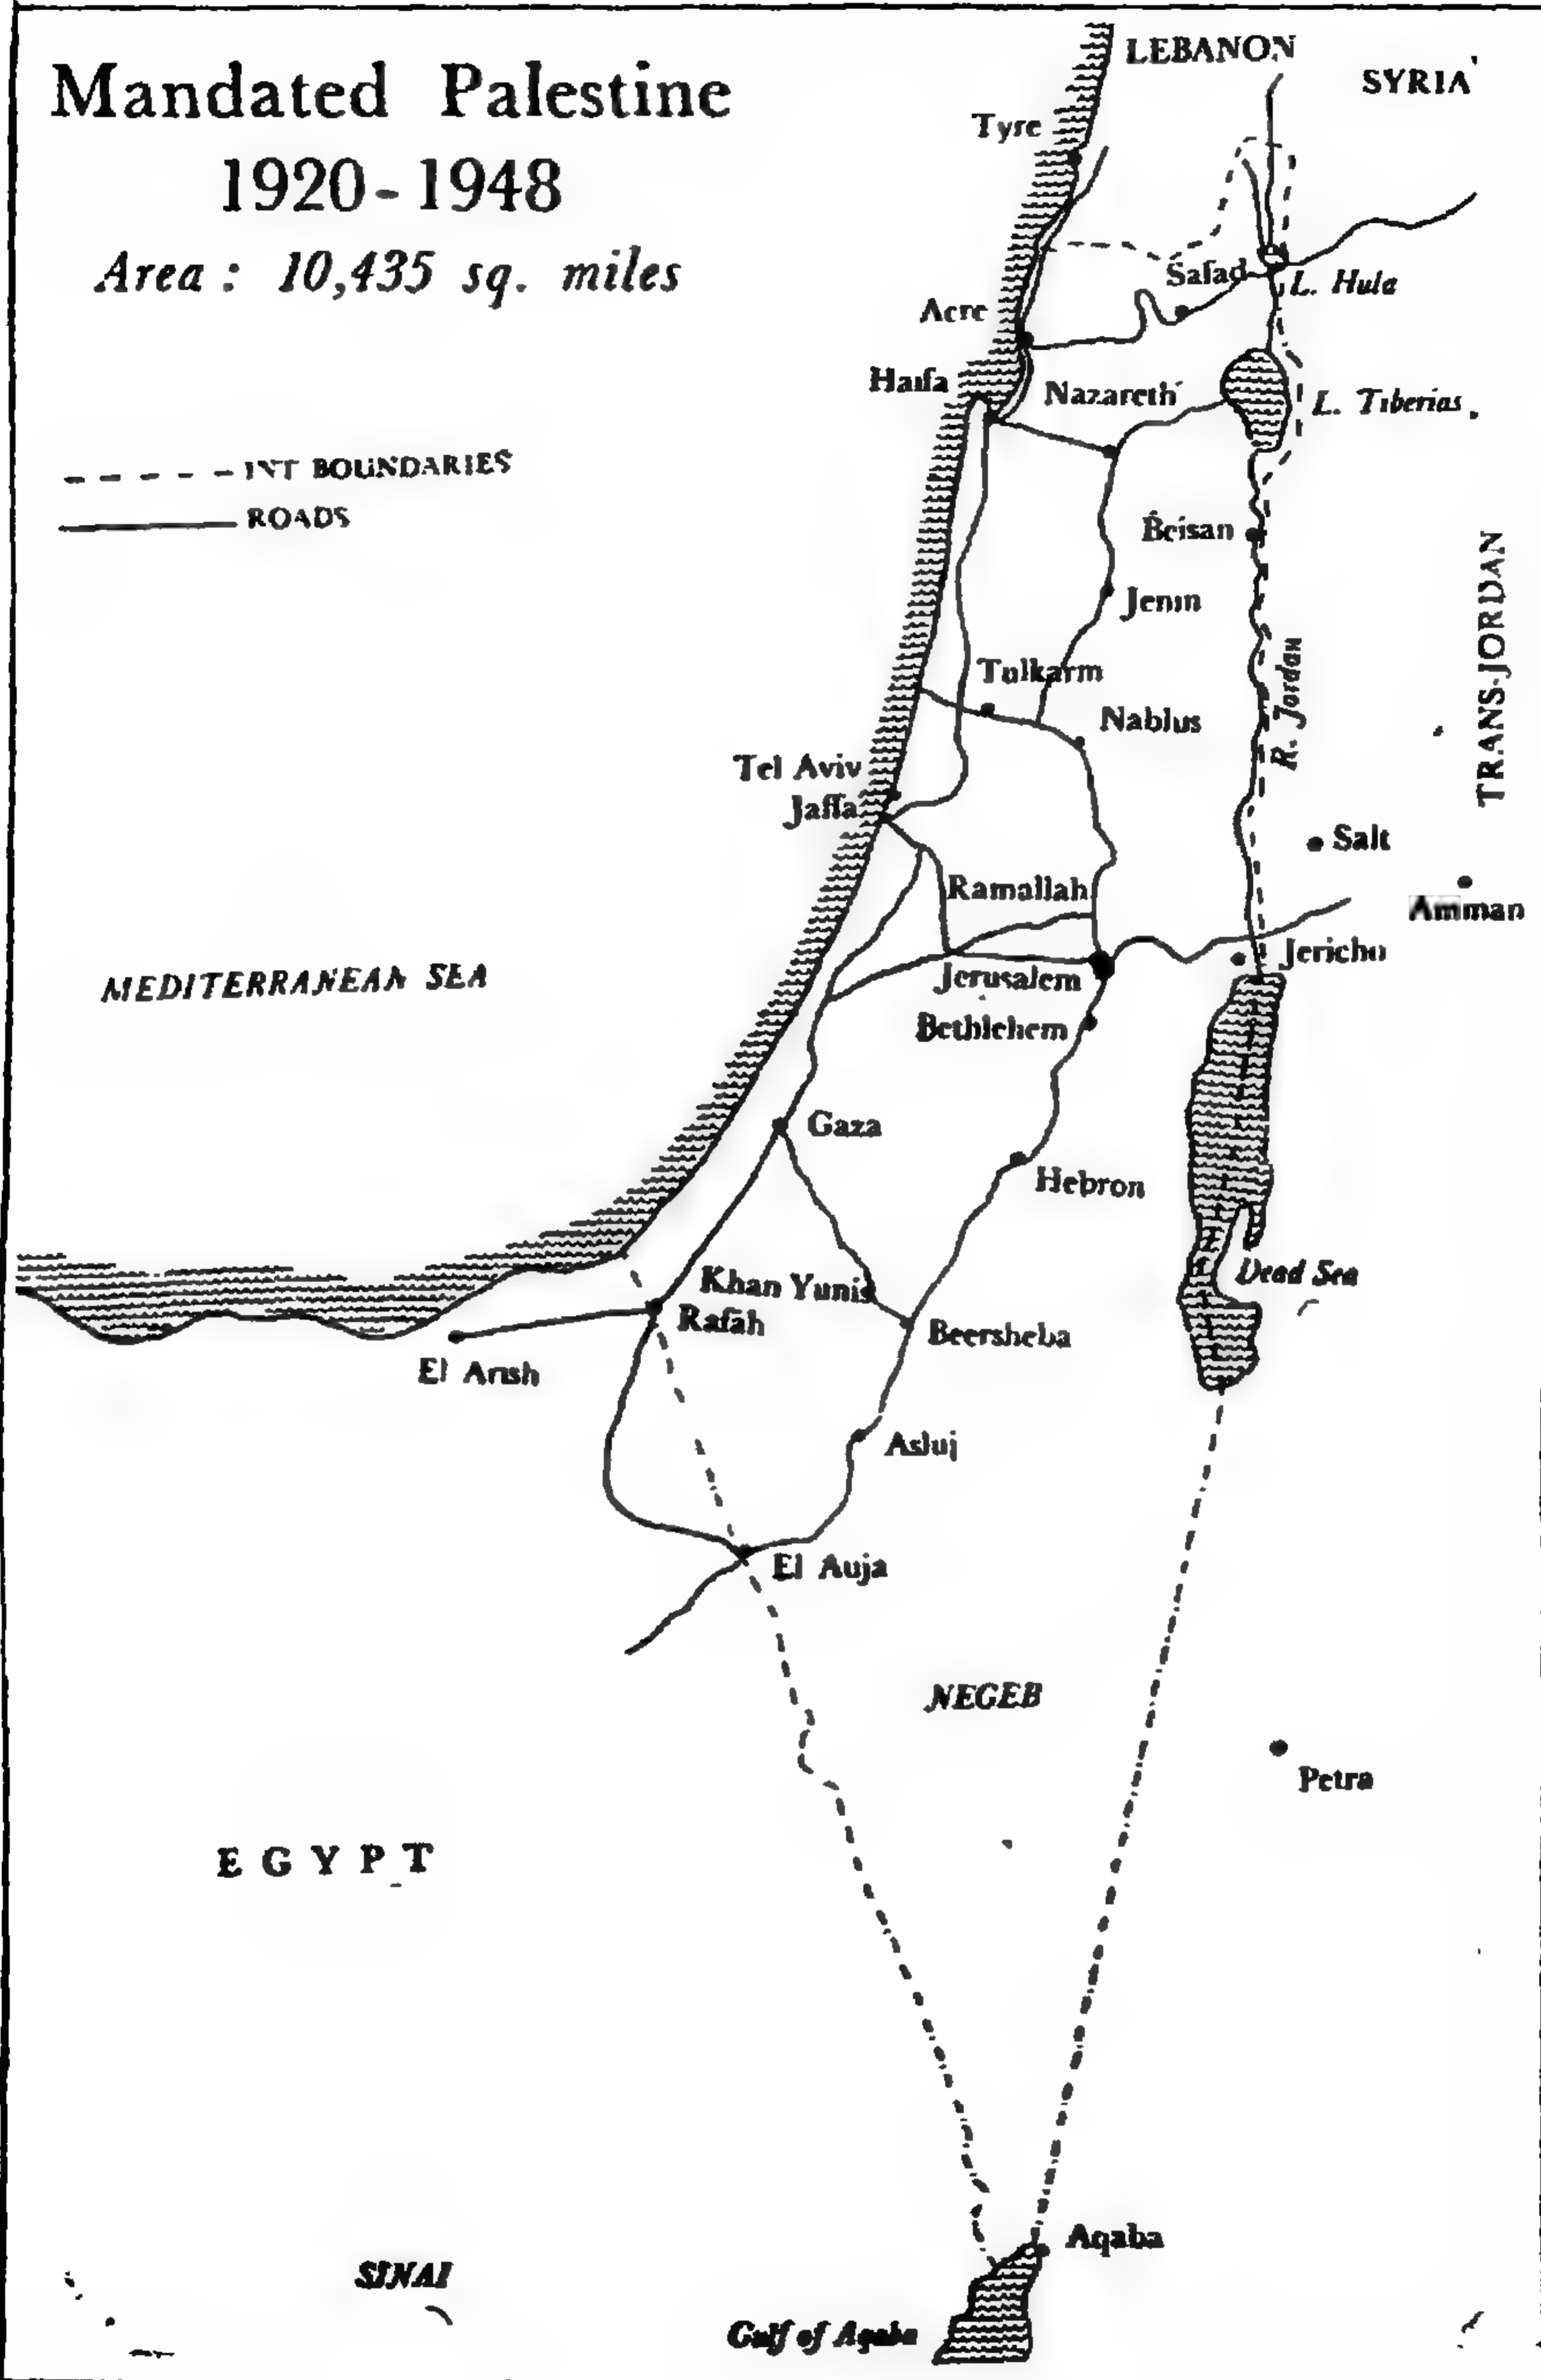 Mandated Palestine
1920-1948
Area : 10,435 sq. miles
LEBANON
SYRIA
Tyre
Safad
L. Hula
Acre
Haifa
Nazareth
L. Tiberias
INT BOUNDARIES
ROADS
Beisan
Jenin
TRANS-JORDAN
R. Jordan
Tulkarm
Nablus
Tel Aviv
Jaffa
Salt
Ramallah
Amman
Jericho
MEDITERRANEAN SEA
Jerusalem
Bethlehem
Gaza
Hebron
Dead Sea
Khan Yunis
Rafah
Beersheba
El Arish
Asluj
El Auja
NEGEB
Petra
EGYPT
Aqaba
SINAI
Gulf of Aqaba